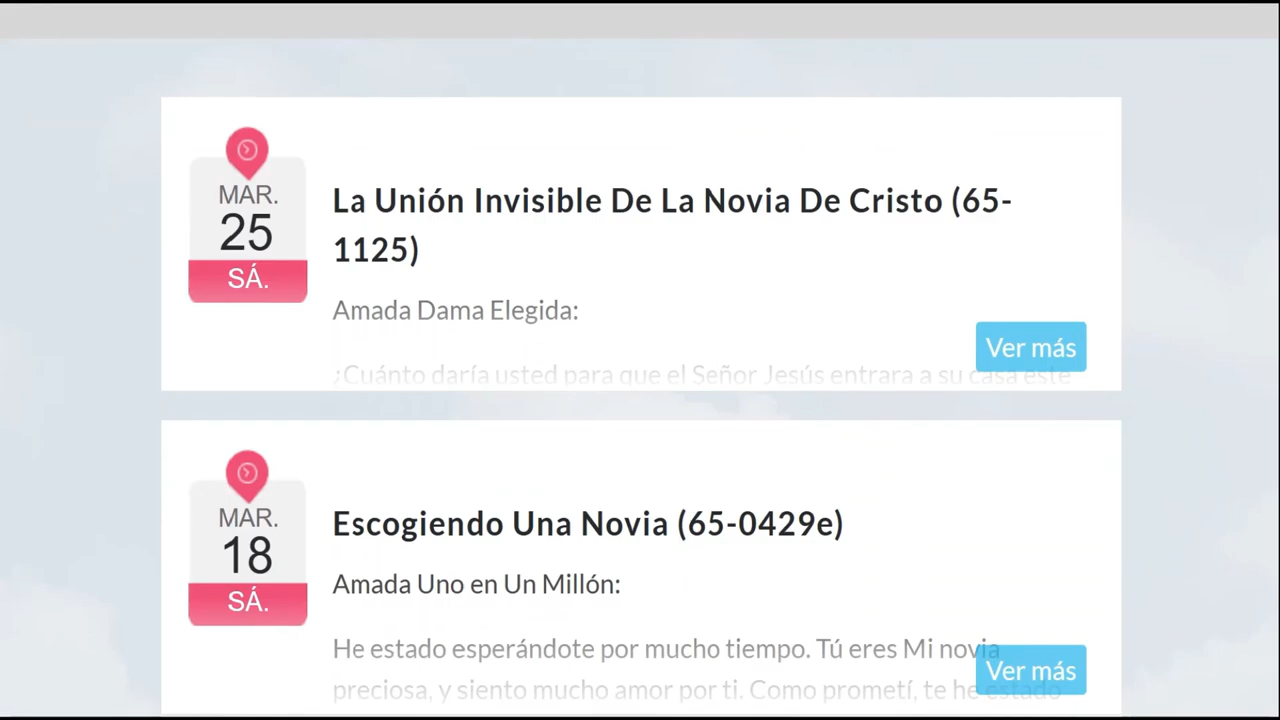 MAR.
25
SÁ.
La Unión Invisible De La Novia De Cristo (65-
1125)
Amada Dama Elegida:
¿Cuánto daría usted para que el Señor Jesús entrara a su casa este
Ver más
MAR.
18
SÁ.
Escogiendo Una Novia (65-0429e)
Amada Uno en Un Millón:
He estado esperándote por mucho tiempo. Tú eres Mi novia
preciosa, y siento mucho amor por ti. Como prometí, te he estado
Ver más